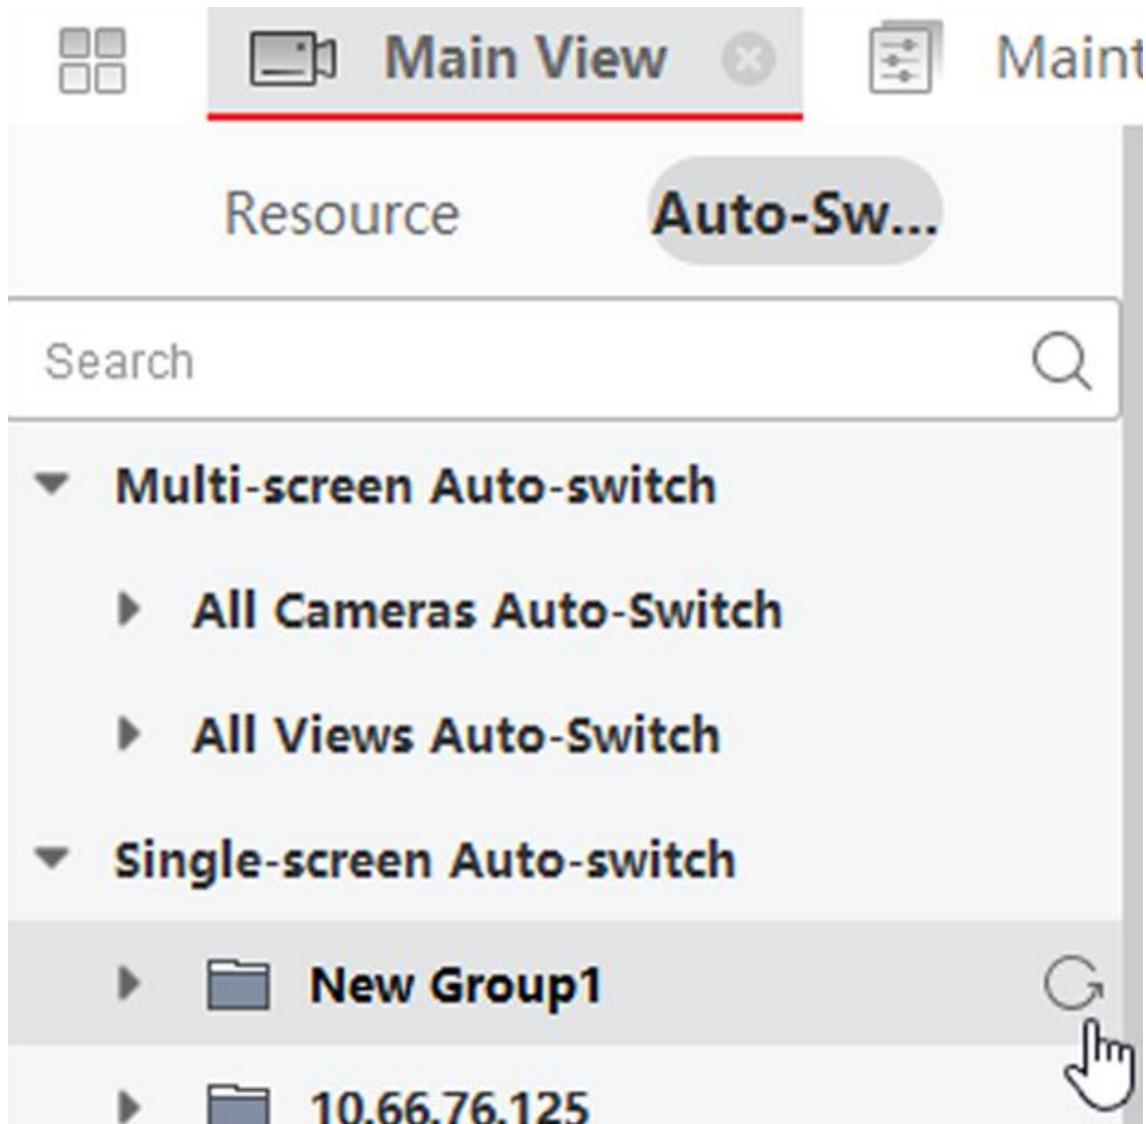 Main View Maint
Resource Auto-Sw...
Search
Multi-screen Auto-switch
All Cameras Auto-Switch
All Views Auto-Switch
Single-screen Auto-switch
New Group1
10.66.76.125